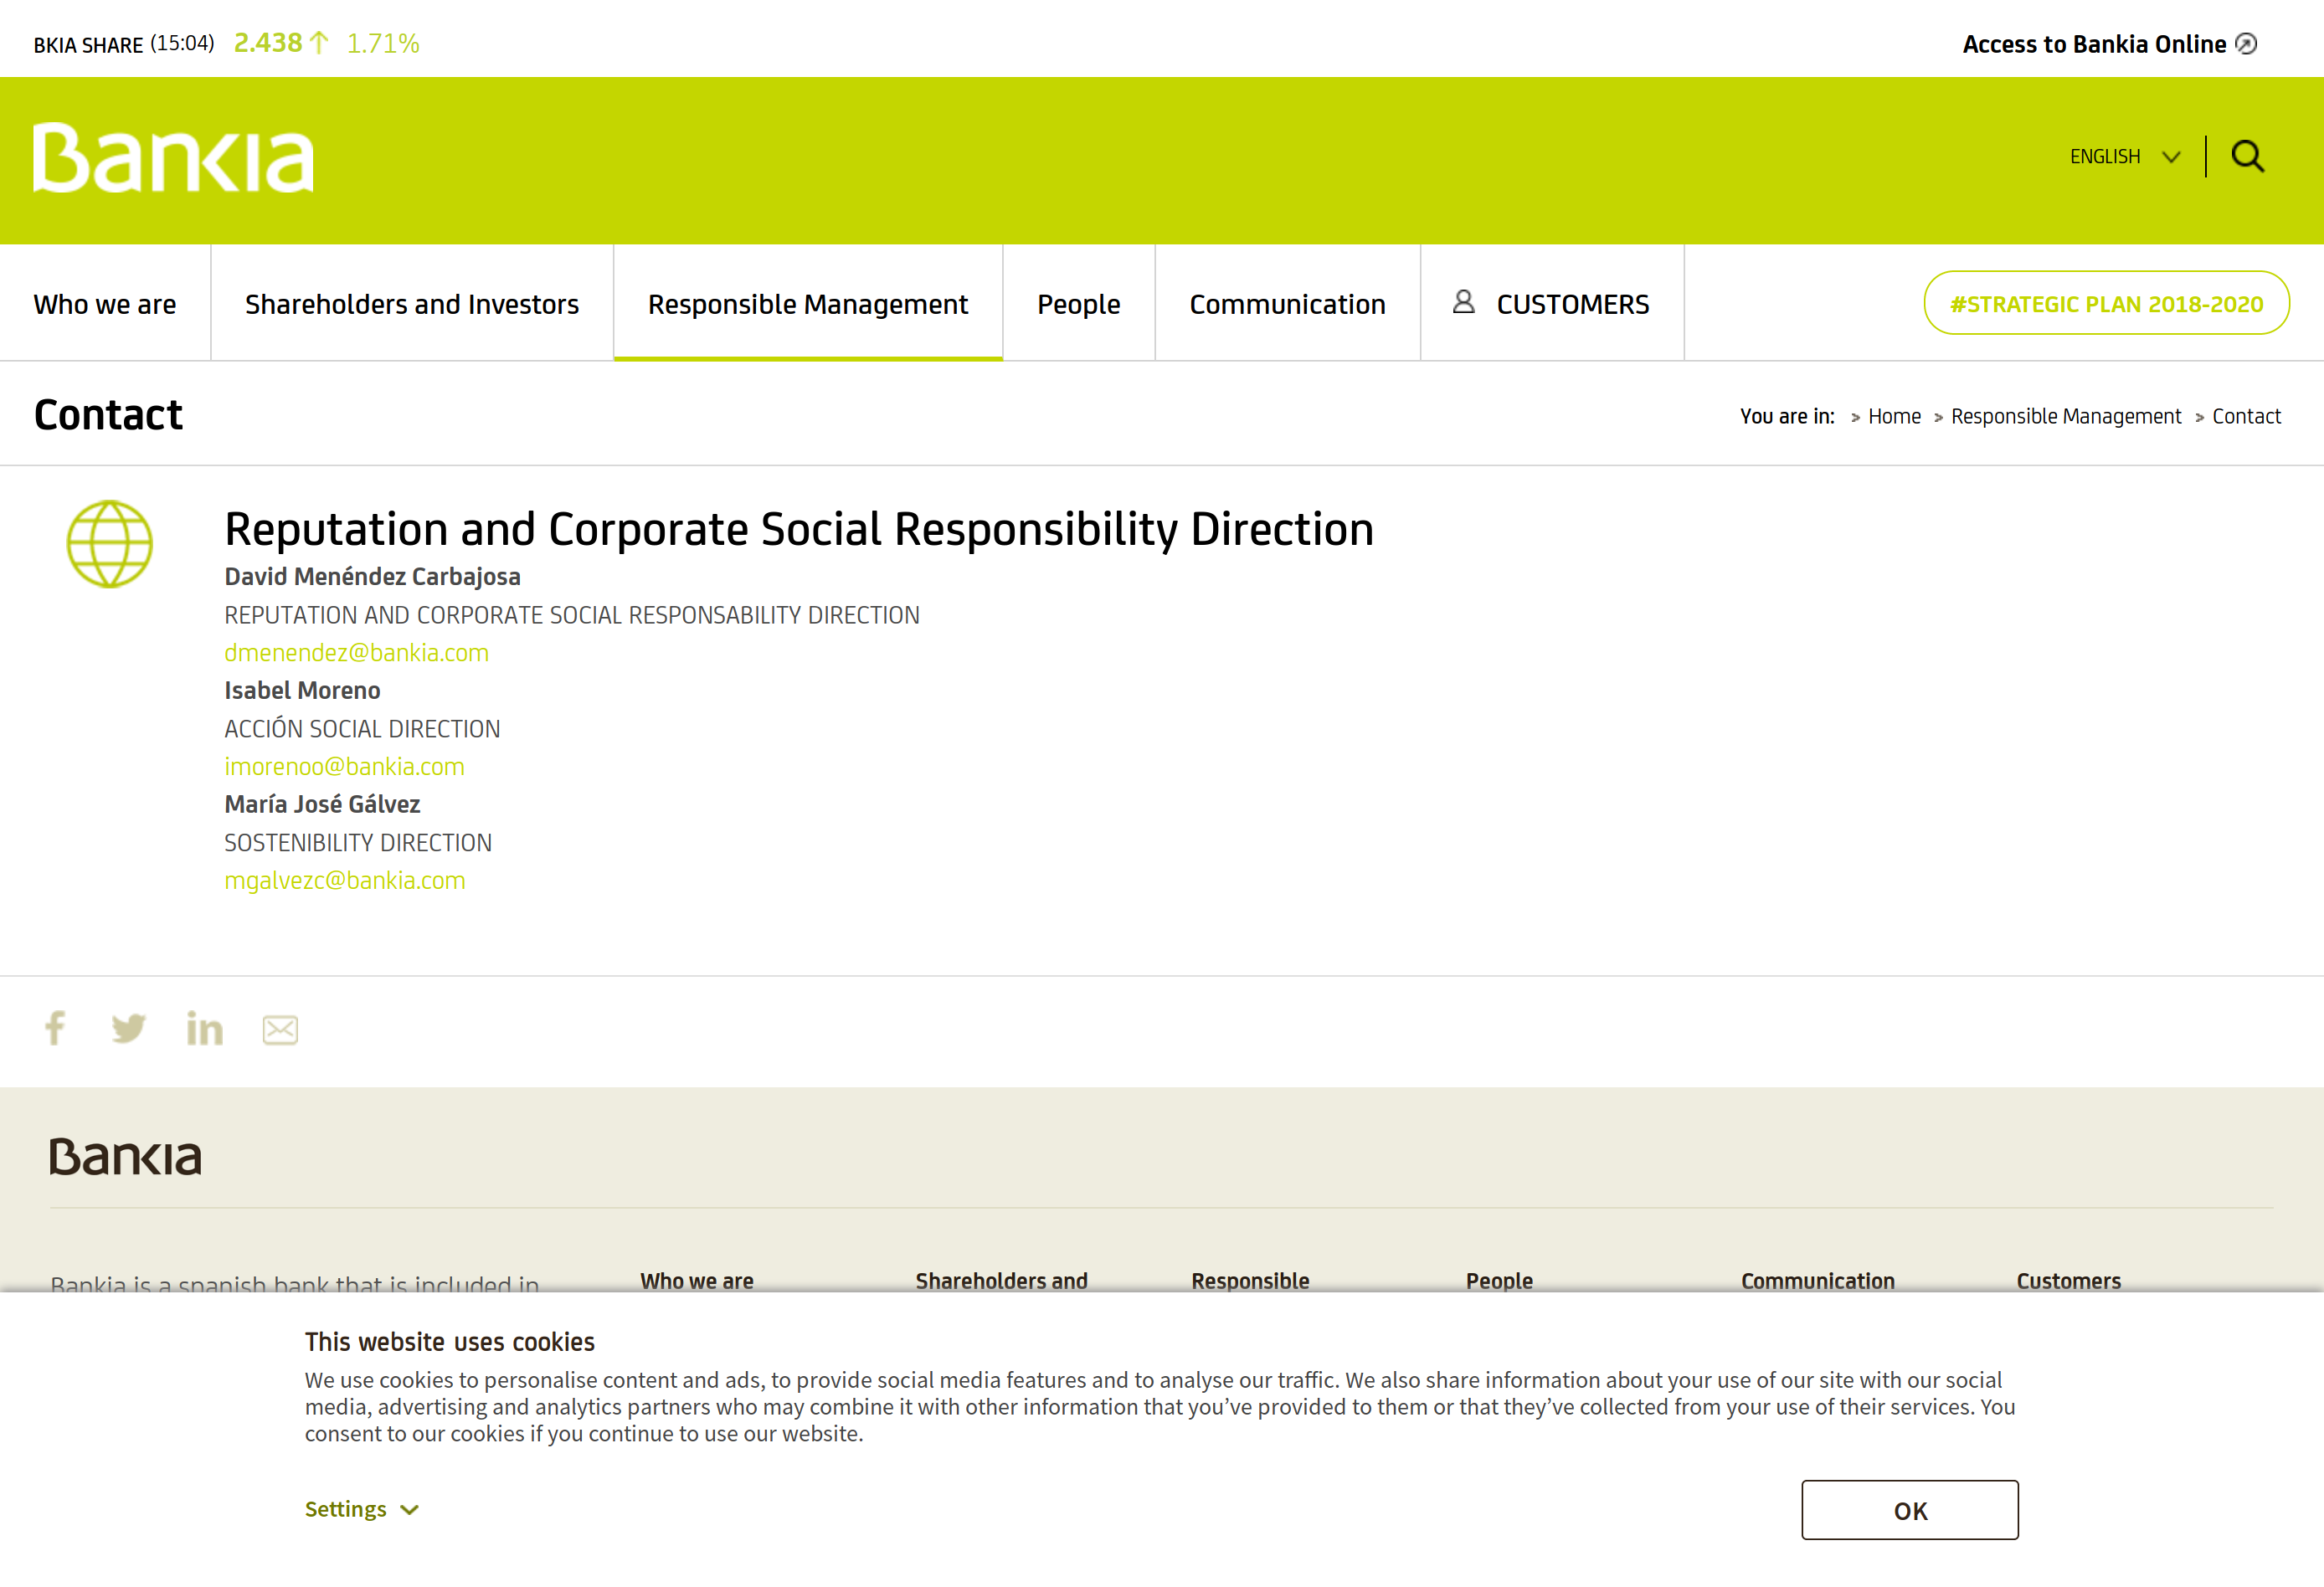 BKIA SHARE (15:04) 2.438 1.71%
Access to Bankia Online
Bankia
ENGLISH
Who we are
Shareholders and Investors
Responsible Management
People
Communication
CUSTOMERS
#STRATEGIC PLAN 2018-2020
Contact
You are in: > Home > Responsible Management > Contact
Reputation and Corporate Social Responsibility Direction
David Menéndez Carbajosa
REPUTATION AND CORPORATE SOCIAL RESPONSABILITY DIRECTION
dmenendez@bankia.com
Isabel Moreno
ACCIÓN SOCIAL DIRECTION
imorenoo@bankia.com
María José Gálvez
SOSTENIBILITY DIRECTION
mgalvezc@bankia.com
Bankia
Bankia is a spanish bank that is included in
Who we are
Shareholders and
Responsible
People
Communication
Customers
This website uses cookies
We use cookies to personalise content and ads, to provide social media features and to analyse our traffic. We also share information about your use of our site with our social
media, advertising and analytics partners who may combine it with other information that you've provided to them or that they've collected from your use of their services. You
consent to our cookies if you continue to use our website.
Settings
OK